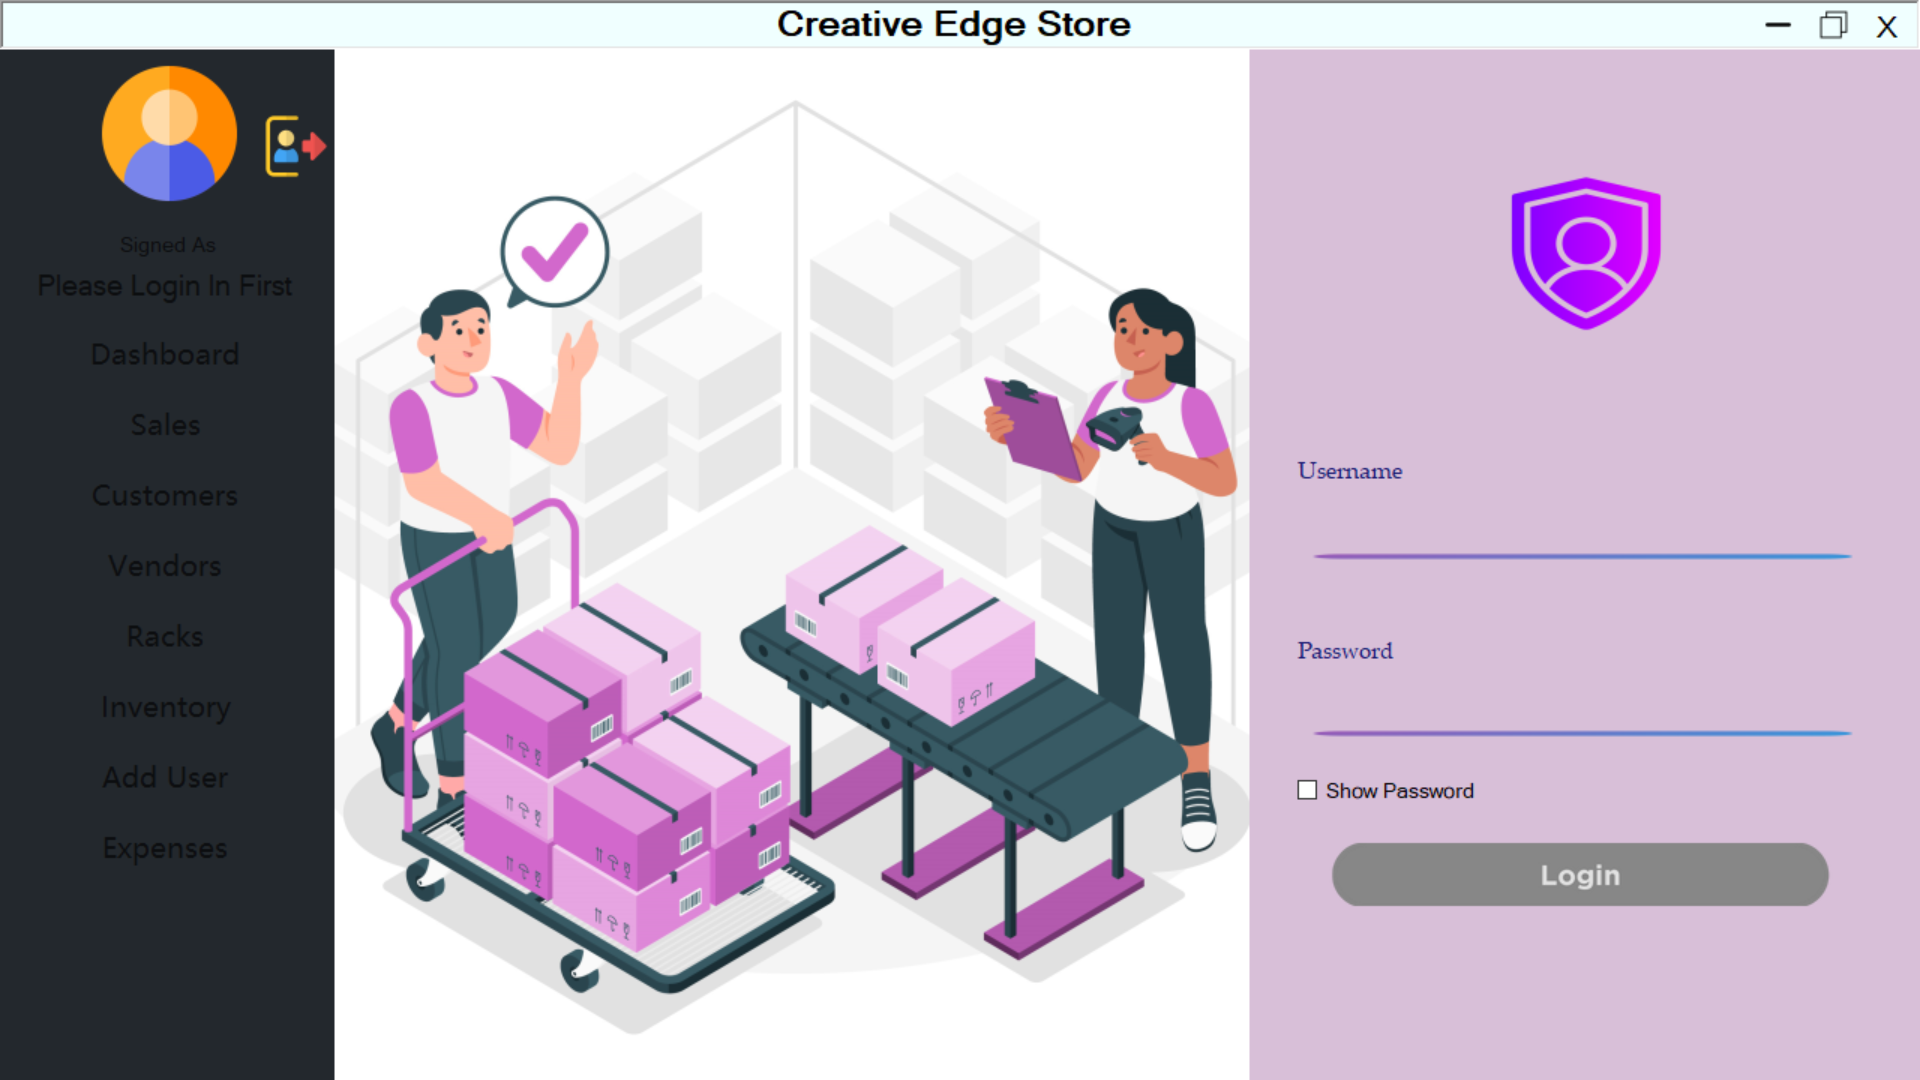 Creative Edge Store
X
Signed As
Please Login In First
Dashboard
Sales
Customers
Vendors
Racks
Inventory
Add User
Expenses
Username
Password
Show Password
Login